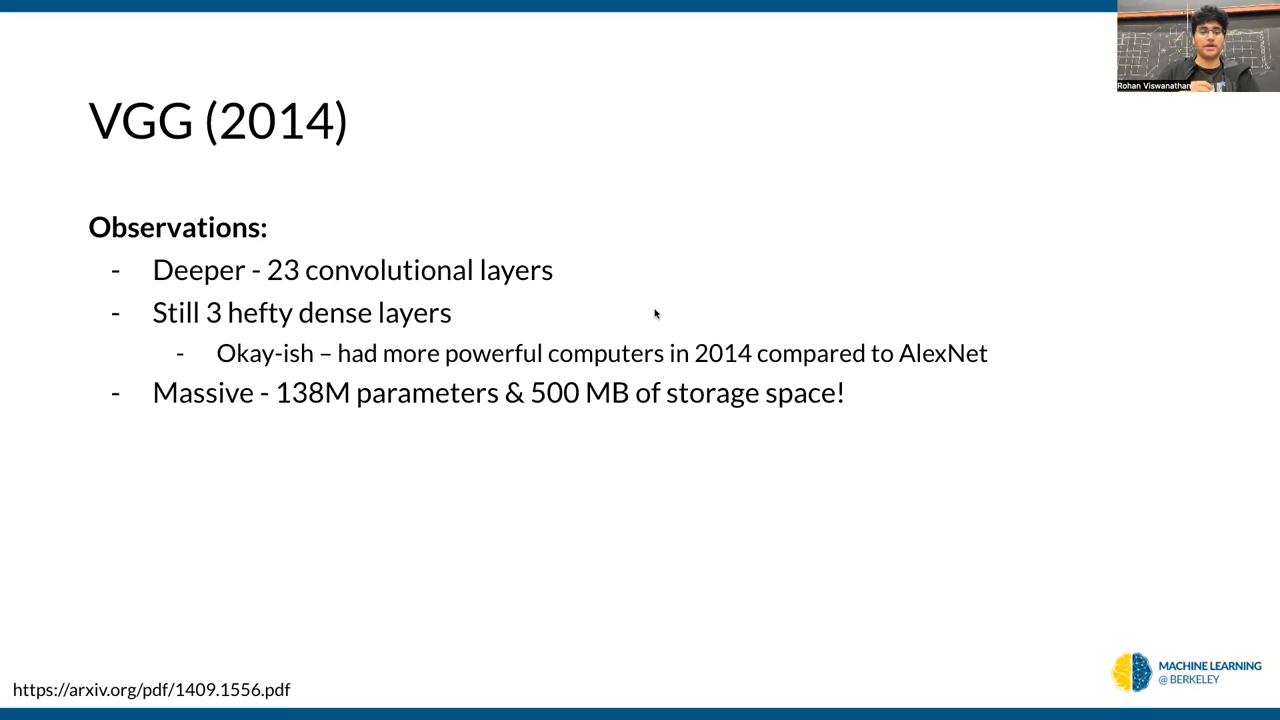 Rohan Viswanathan
VGG (2014)
Observations:
- Deeper - 23 convolutional layers
- Still 3 hefty dense layers
- Okay-ish – had more powerful computers in 2014 compared to AlexNet
- Massive - 138M parameters & 500 MB of storage space!
https://arxiv.org/pdf/1409.1556.pdf
MACHINE LEARNING
@ BERKELEY